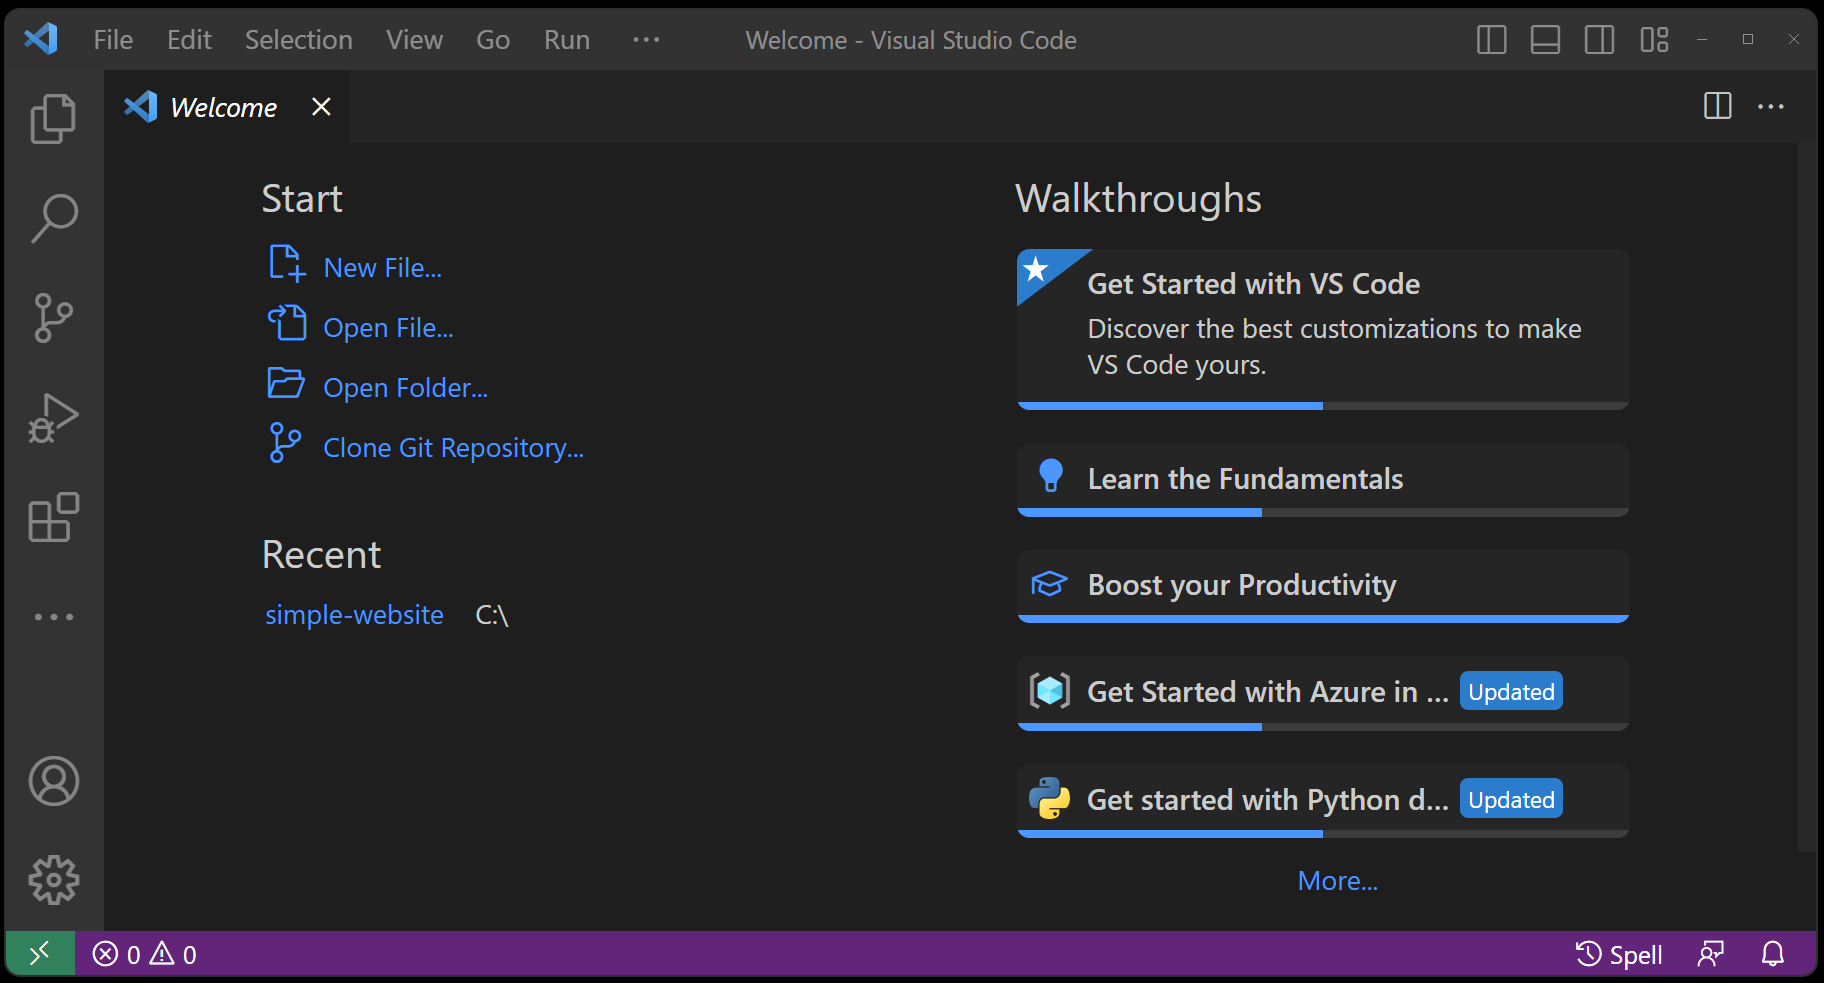 File Edit Selection View Go Run ··· Welcome - Visual Studio Code
Welcome
Start
New File...
Open File...
Open Folder...
Clone Git Repository...
Recent
simple-website C:\
Walkthroughs
Get Started with VS Code
Discover the best customizations to make
VS Code yours.
Learn the Fundamentals
Boost your Productivity
Get Started with Azure in ... Updated
Get started with Python d... Updated
More...
0 0 Spell